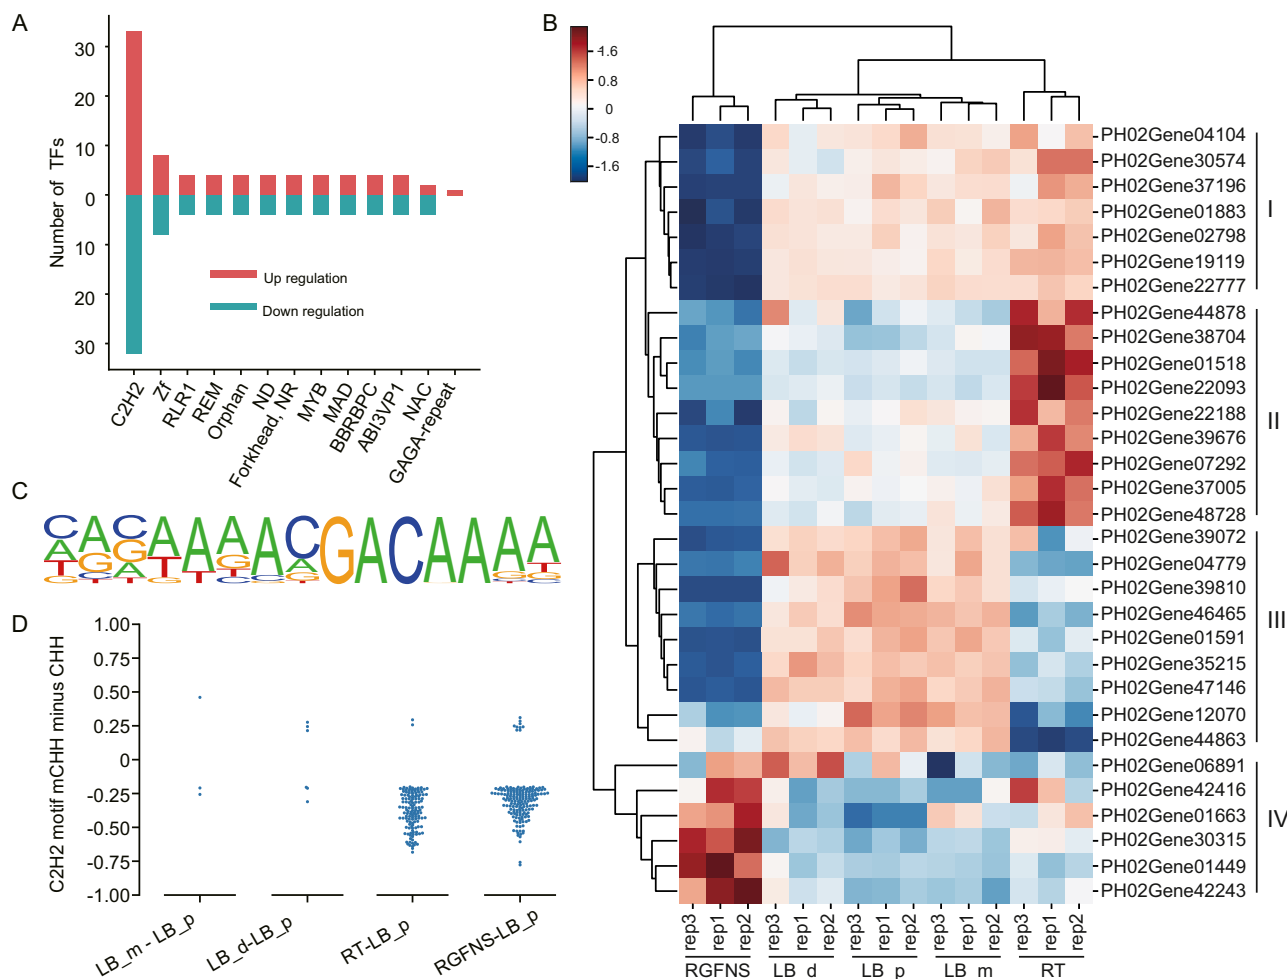 A
Number of TFs
30
20
10
0
10
20
30
Up regulation
Down regulation
C2H2
Zf
RLR1
REM
Orphan
ND
Forkhead, NR
MYB
MAD
BBRBPC
ABI3VP1
NAC
GAGA-repeat
B
1.6
0.8
0
-0.8
-1.6
PH02Gene04104
PH02Gene30574
PH02Gene37196
PH02Gene01883
PH02Gene02798
PH02Gene19119
PH02Gene22777
PH02Gene44878
PH02Gene38704
PH02Gene01518
PH02Gene22093
PH02Gene22188
PH02Gene39676
PH02Gene07292
PH02Gene37005
PH02Gene48728
PH02Gene39072
PH02Gene04779
PH02Gene39810
PH02Gene46465
PH02Gene01591
PH02Gene35215
PH02Gene47146
PH02Gene12070
PH02Gene44863
PH02Gene06891
PH02Gene42416
PH02Gene01663
PH02Gene30315
PH02Gene01449
PH02Gene42243
I
II
III
IV
rep3 rep1 rep2 rep3 rep1 rep2 rep3 rep1 rep2 rep3 rep1 rep2 rep3 rep1 rep2
RGFNS LB_d LB_p LB_m RT
C
CACAAAACGACAAAA
D
C2H2 motif mCHH minus CHH
1.00
0.75
0.50
0.25
0
-0.25
-0.50
-0.75
-1.00
LB_m - LB_p
LB_d-LB_p
RT-LB_p
RGFNS-LB_p